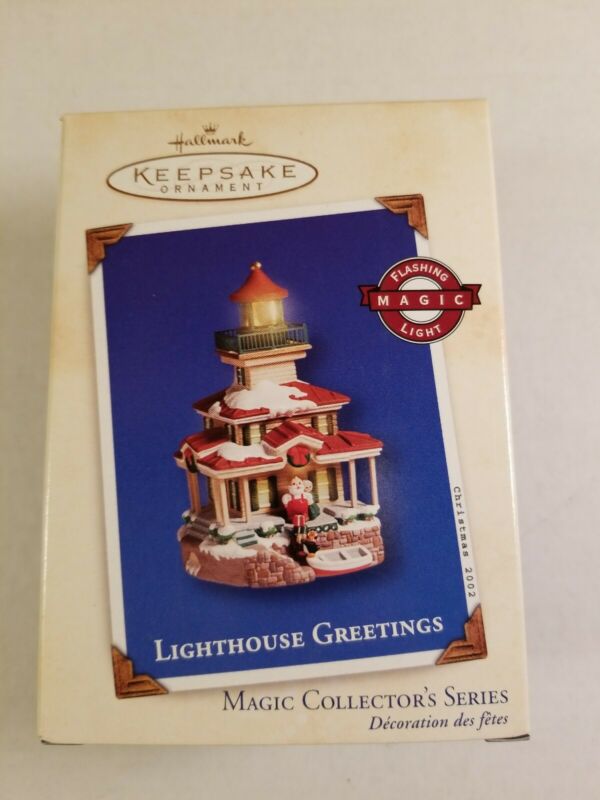 Hallmark
KEEPSAKE
ORNAMENT
FLASHING
MAGIC
LIGHT
Christmas 2002
LIGHTHOUSE GREETINGS
MAGIC COLLECTOR'S SERIES
Décoration des fêtes